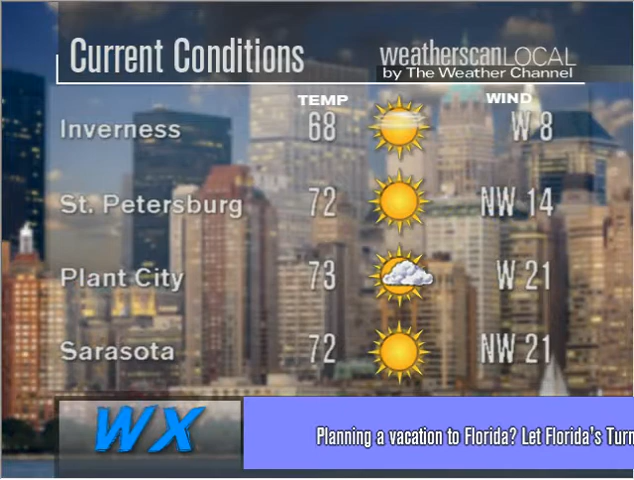 Current Conditions
weatherscanLOCAL
by The Weather Channel
TEMP WIND
Inverness 68 W 8
St. Petersburg 72 NW 14
Plant City 73 W 21
Sarasota 72 NW 21
WX
Planning a vacation to Florida? Let Florida's Turn